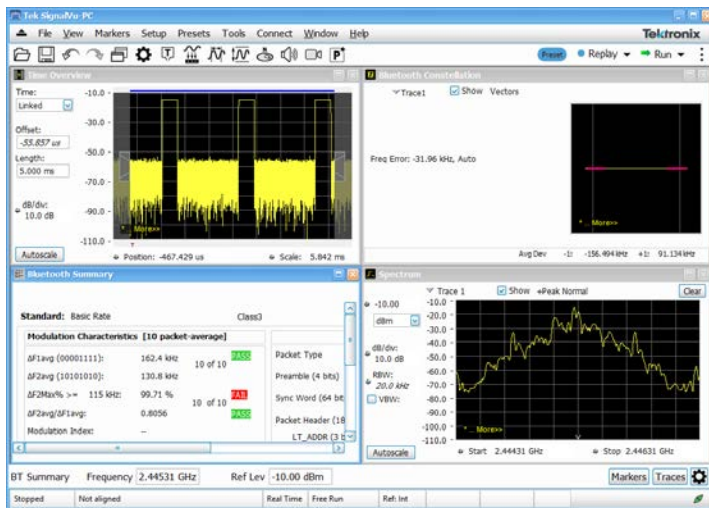 Tek SignalVu-PC
File View Markers Setup Presets Tools Connect Window Help
Tektronix
Preset Replay Run
Time Overview
Time:
Linked
Offset:
-55.857 us
Length:
5.000 ms
dB/div:
10.0 dB
Autoscale
-10.0
-30.0
-50.0
-70.0
-90.0
-110.0
More>>
Position: -467.429 us Scale: 5.842 ms
Bluetooth Constellation
Trace1 Show Vectors
Freq Error: -31.96 kHz, Auto
More>>
Avg Dev -1: -156.494 kHz +1: 91.134 kHz
Bluetooth Summary
Standard: Basic Rate Class3
Modulation Characteristics [10 packet-average]
ΔF1avg (00001111): 162.4 kHz 10 of 10 PASS
ΔF2avg (10101010): 130.8 kHz
ΔF2Max% >= 115 kHz: 99.71 % 10 of 10 FAIL
ΔF2avg/ΔF1avg: 0.8056 PASS
Modulation Index: --
Packet Type
Preamble (4 bits)
Sync Word (64 bit
Packet Header (18
LT_ADDR (3 b
Spectrum
Trace 1 Show +Peak Normal Clear
-10.00
dBm
dB/div:
10.0 dB
RBW:
20.0 kHz
VBW:
Autoscale
-10.0
-20.0
-30.0
-40.0
-50.0
-60.0
-70.0
-80.0
-90.0
-100.0
-110.0
More>>
Start 2.44431 GHz Stop 2.44631 GHz
BT Summary Frequency 2.44531 GHz Ref Lev -10.00 dBm Markers Traces
Stopped Not aligned Real Time Free Run Ref: Int